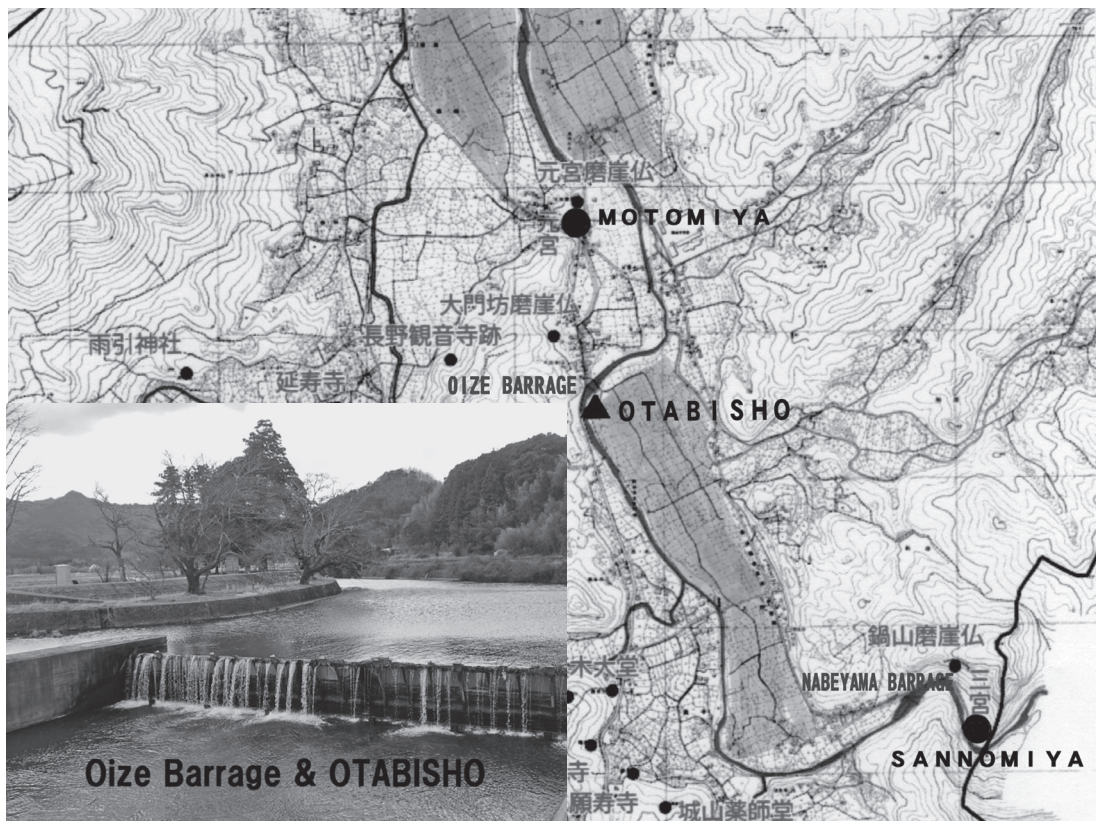 元宮磨崖仏
MOTOMIYA
元宮
大門坊磨崖仏
長野観音寺跡
雨引神社
延寿寺
OIZE BARRAGE
OTABISHO
鍋山磨崖仏
三宮
NABEYAMA BARRAGE
SANNOMIYA
木大堂
寺
願寿寺
城山薬師堂
Oize Barrage & OTABISHO